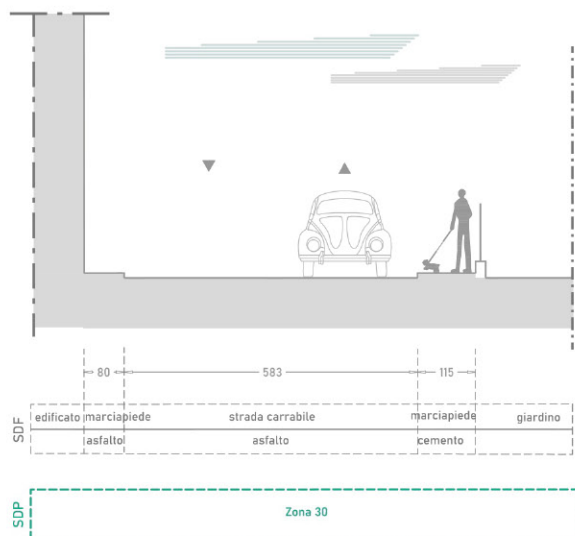 80 583 115
SDF
edificato marciapiede strada carrabile marciapiede giardino
asfalto asfalto cemento
SDP
Zona 30